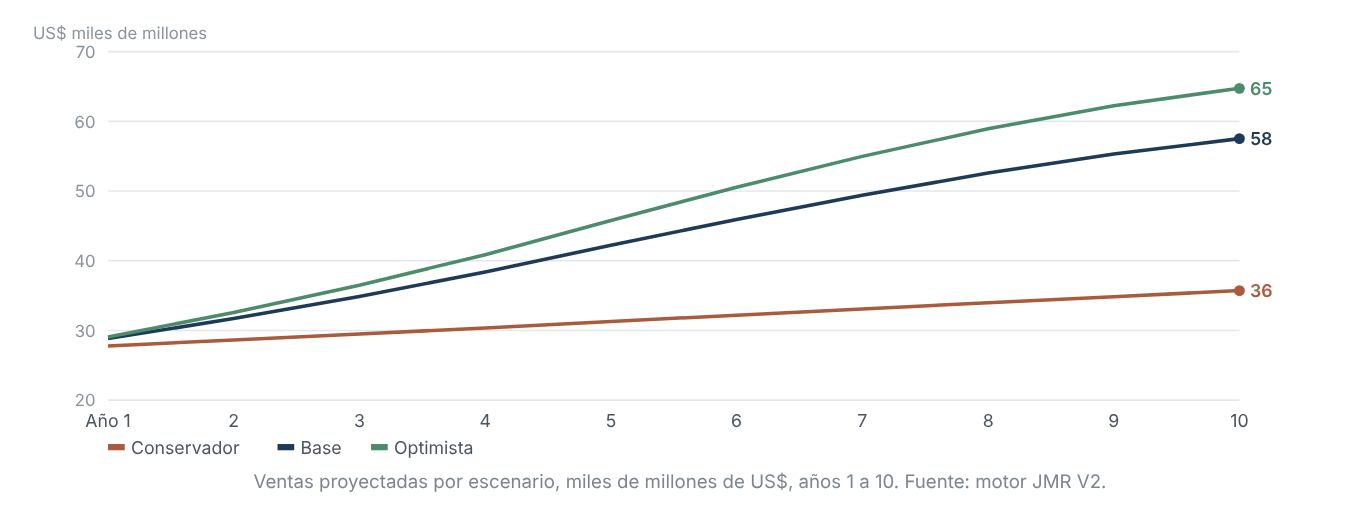 US$ miles de millones
70
65
60
58
50
40
36
30
20
Año 1 2 3 4 5 6 7 8 9 10
Conservador Base Optimista
Ventas proyectadas por escenario, miles de millones de US$, años 1 a 10. Fuente: motor JMR V2.